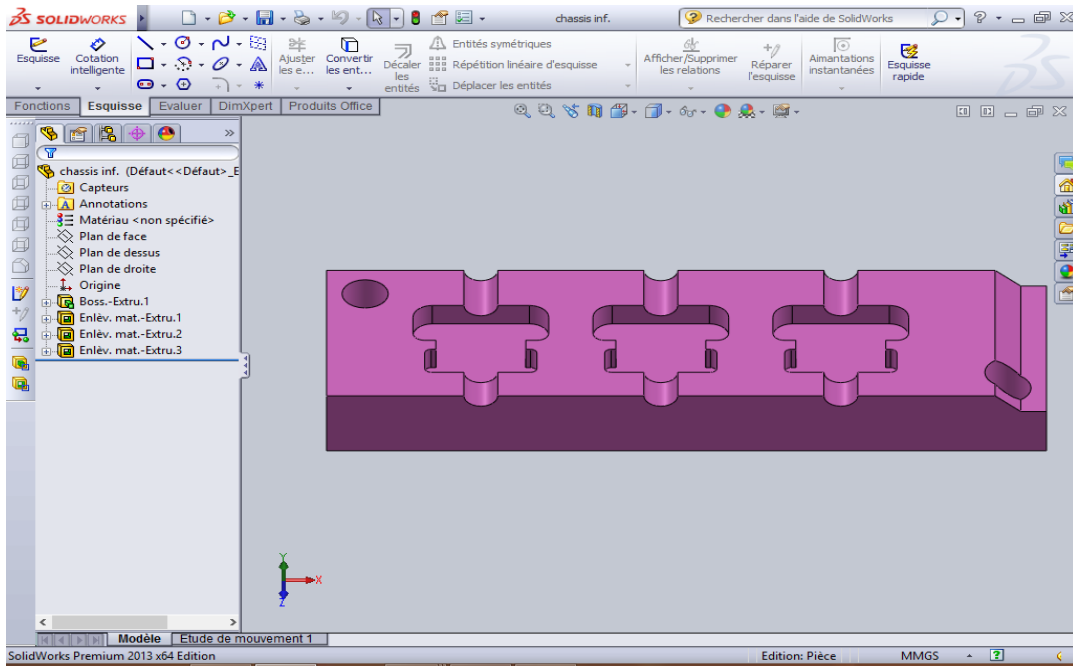 SOLIDWORKS
chassis inf.
Rechercher dans l'aide de SolidWorks
Esquisse
Cotation
intelligente
Ajuster
les e...
Convertir
les ent...
Décaler
les
entités
Entités symétriques
Répétition linéaire d'esquisse
Déplacer les entités
Afficher/Supprimer
les relations
Réparer
l'esquisse
Aimantations
instantanées
Esquisse
rapide
Fonctions Esquisse Evaluer DimXpert Produits Office
chassis inf. (Défaut<<Défaut>_E
Capteurs
Annotations
Matériau <non spécifié>
Plan de face
Plan de dessus
Plan de droite
Origine
Boss.-Extru.1
Enlèv. mat.-Extru.1
Enlèv. mat.-Extru.2
Enlèv. mat.-Extru.3
Y
X
Z
Modèle Etude de mouvement 1
SolidWorks Premium 2013 x64 Edition Edition: Pièce MMGS